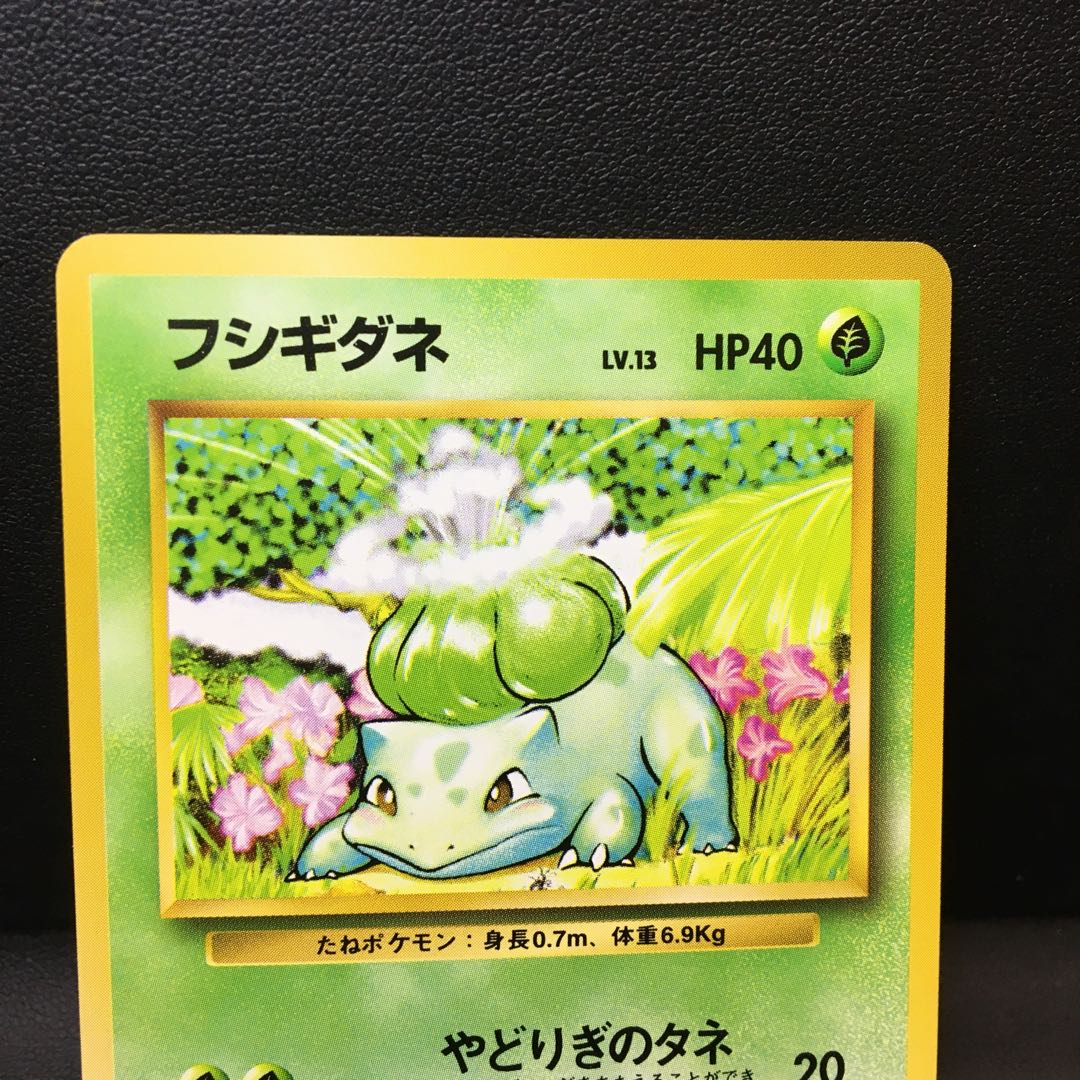 フシギダネ LV.13 HP40
たねポケモン：身長0.7m、体重6.9Kg
やどりぎのタネ 20